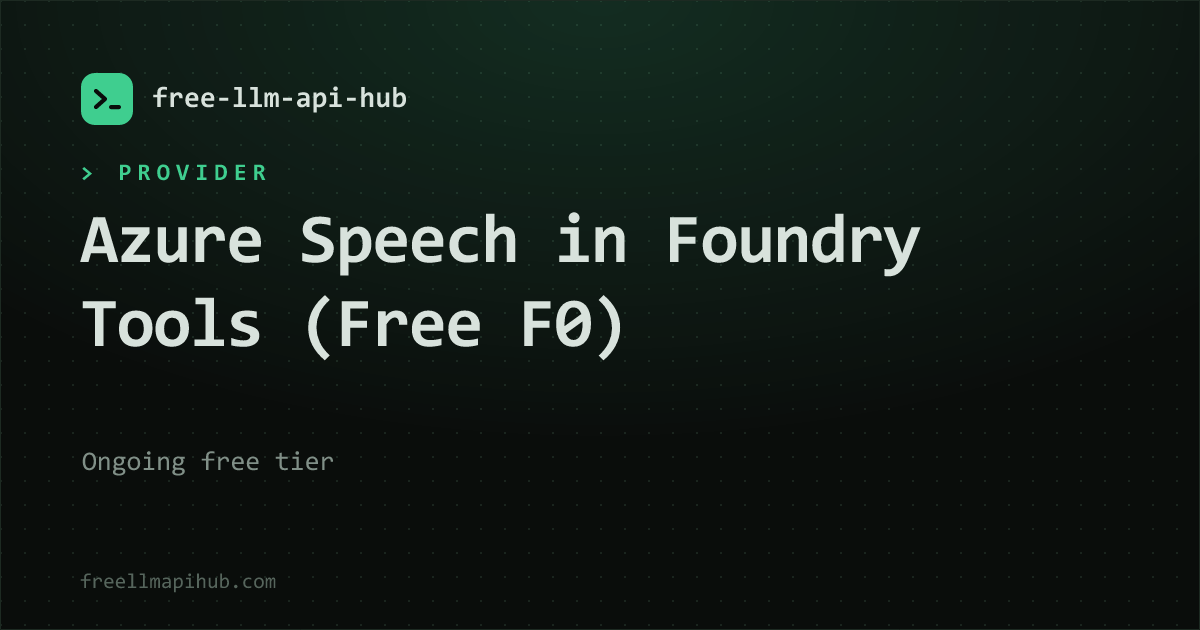 free-llm-api-hub
> PROVIDER
Azure Speech in Foundry
Tools (Free F0)
Ongoing free tier
freellmapihub.com